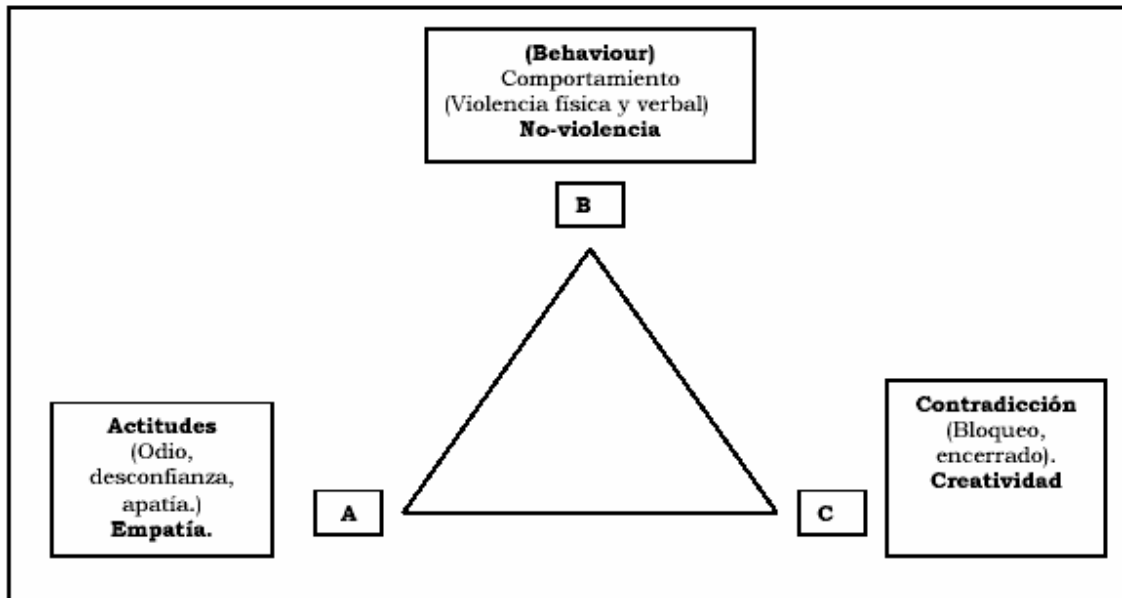 (Behaviour)
Comportamiento
(Violencia física y verbal)
No-violencia
B
Actitudes
(Odio,
desconfianza,
apatía.)
Empatía.
A
C
Contradicción
(Bloqueo,
encerrado).
Creatividad